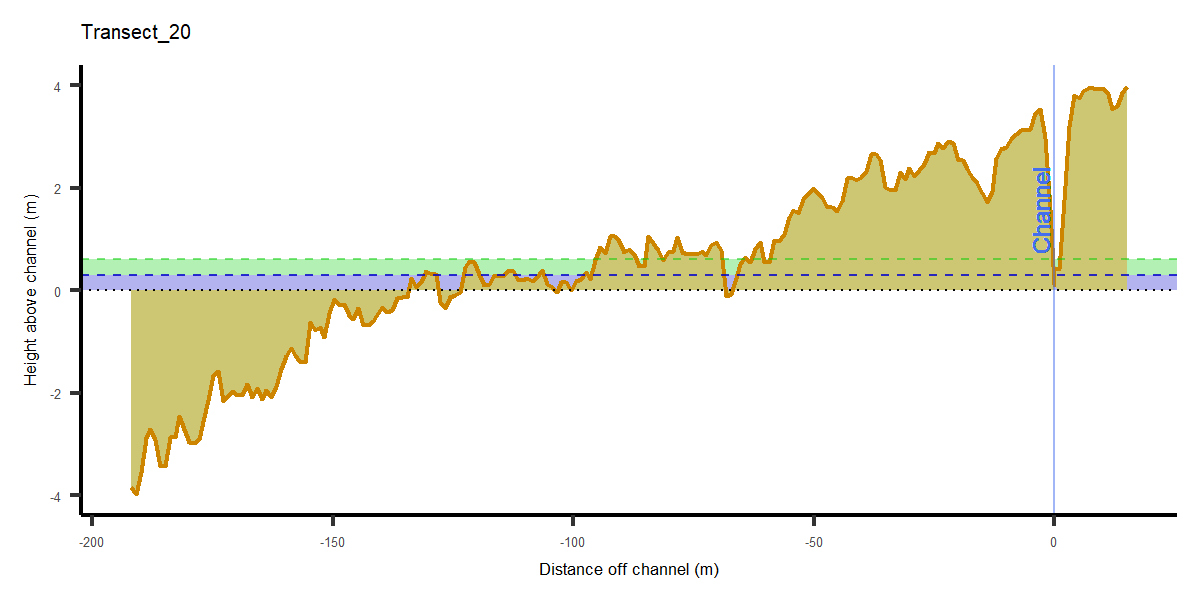 Transect_20
Height above channel (m)
4
2
0
-2
-4
Channel
-200
-150
-100
-50
0
Distance off channel (m)